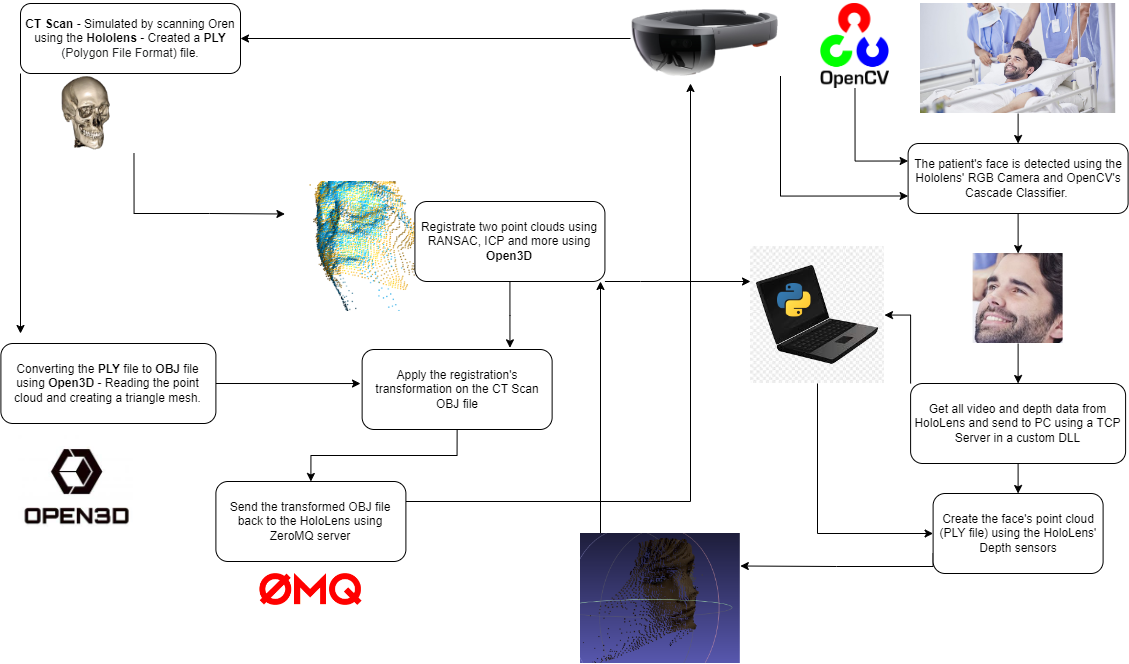 CT Scan - Simulated by scanning Oren
using the Hololens - Created a PLY
(Polygon File Format) file.
OpenCV
The patient's face is detected using the
Hololens' RGB Camera and OpenCV's
Cascade Classifier.
Registrate two point clouds using
RANSAC, ICP and more using
Open3D
Converting the PLY file to OBJ file
using Open3D - Reading the point
cloud and creating a triangle mesh.
Apply the registration's
transformation on the CT Scan
OBJ file
Get all video and depth data from
HoloLens and send to PC using a TCP
Server in a custom DLL
OPEN3D
Send the transformed OBJ file
back to the HoloLens using
ZeroMQ server
Create the face's point cloud
(PLY file) using the HoloLens'
Depth sensors
ØMQ